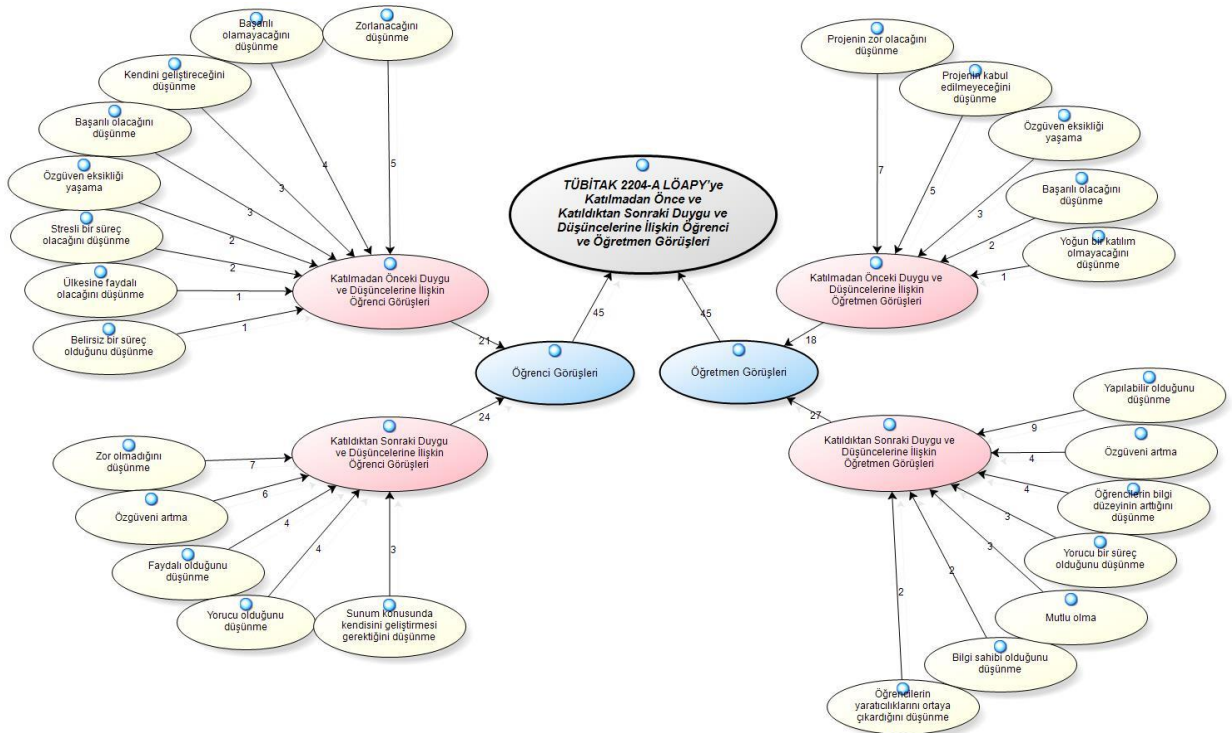 Başarılı
olamayacağını
düşünme
Zorlanacağını
düşünme
Kendini geliştireceğini
düşünme
Başarılı olacağını
düşünme
Özgüven eksikliği
yaşama
Stresli bir süreç
olacağını düşünme
Ülkesine faydalı
olacağını düşünme
Belirsiz bir süreç
olduğunu düşünme
5
4
3
3
2
2
1
1
Katılmadan Önceki Duygu
ve Düşüncelerine İlişkin
Öğrenci Görüşleri
21
TÜBİTAK 2204-A LÖAPY'ye
Katılmadan Önce ve
Katıldıktan Sonraki Duygu ve
Düşüncelerine İlişkin Öğrenci
ve Öğretmen Görüşleri
45
45
Öğrenci Görüşleri
Öğretmen Görüşleri
Projenin zor olacağını
düşünme
Projenin kabul
edilmeyeceğini
düşünme
Özgüven eksikliği
yaşama
Başarılı olacağını
düşünme
Yoğun bir katılım
olmayacağını düşünme
7
5
3
2
1
Katılmadan Önceki Duygu ve
Düşüncelerine İlişkin
Öğretmen Görüşleri
18
24
Katıldıktan Sonraki Duygu
ve Düşüncelerine İlişkin
Öğrenci Görüşleri
Zor olmadığını
düşünme
Özgüveni artma
Faydalı olduğunu
düşünme
Yorucu olduğunu
düşünme
Sunum konusunda
kendisini geliştirmesi
gerektiğini düşünme
7
6
4
4
3
27
Katıldıktan Sonraki Duygu ve
Düşüncelerine İlişkin
Öğretmen Görüşleri
Yapılabilir olduğunu
düşünme
Özgüveni artma
Öğrencilerin bilgi
düzeyinin arttığını
düşünme
Yorucu bir süreç
olduğunu düşünme
Mutlu olma
Bilgi sahibi olduğunu
düşünme
Öğrencilerin
yaratıcılıklarını ortaya
çıkardığını düşünme
9
4
4
3
3
2
2